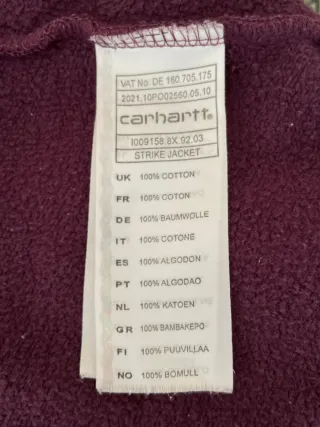 VAT No: DE 160.705.175
2021.10PO02560.05.10
carhartt®
I009158.8X.92.03
STRIKE JACKET
UK 100% COTTON
FR 100% COTON
DE 100% BAUMWOLLE
IT 100% COTONE
ES 100% ALGODON
PT 100% ALGODAO
NL 100% KATOEN
GR 100% BAMBAKEPO
FI 100% PUUVILLAA
NO 100% BOMULL